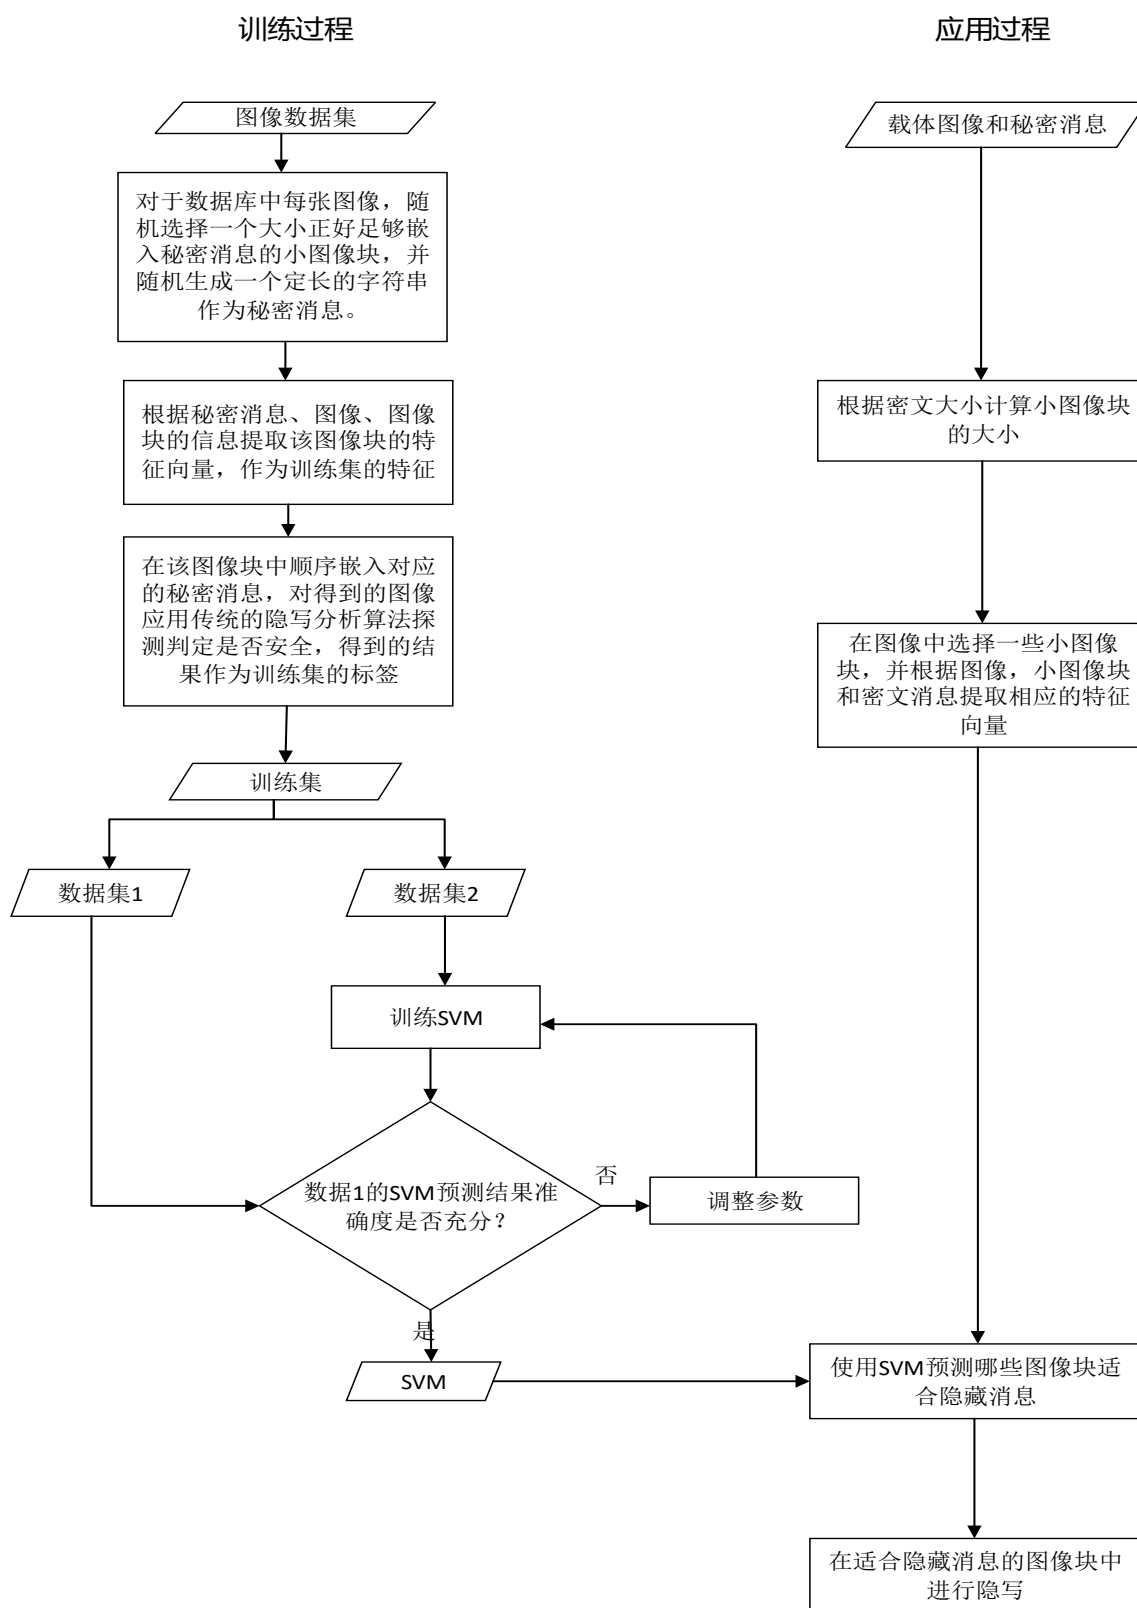 训练过程
应用过程
图像数据集
载体图像和秘密消息
对于数据库中每张图像，随
机选择一个大小正好足够嵌
入秘密消息的小图像块，并
随机生成一个定长的字符串
作为秘密消息。
根据秘密消息、图像、图像
块的信息提取该图像块的特
征向量，作为训练集的特征
根据密文大小计算小图像块
的大小
在该图像块中顺序嵌入对应
的秘密消息，对得到的图像
应用传统的隐写分析算法探
测判定是否安全，得到的结
果作为训练集的标签
在图像中选择一些小图像
块，并根据图像，小图像块
和密文消息提取相应的特征
向量
训练集
数据集1
数据集2
训练SVM
数据1的SVM预测结果准
确度是否充分？
否
调整参数
是
SVM
使用SVM预测哪些图像块适
合隐藏消息
在适合隐藏消息的图像块中
进行隐写